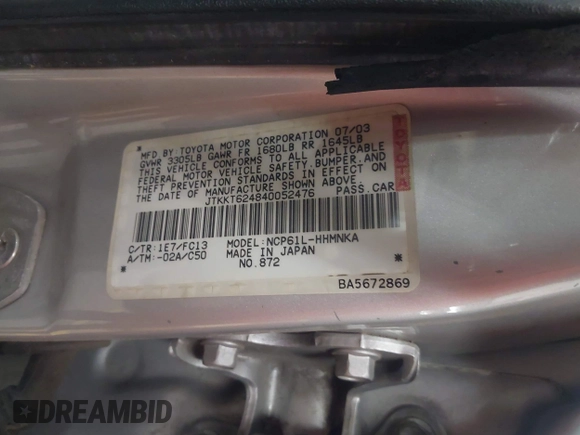 MFD BY: TOYOTA MOTOR CORPORATION 07/03
GVWR 3305LB GAWR FR 1680LB RR 1645LB
THIS VEHICLE CONFORMS TO ALL APPLICABLE
FEDERAL MOTOR VEHICLE SAFETY, BUMPER, AND
THEFT PREVENTION STANDARDS IN EFFECT ON
THE DATE OF MANUFACTURE SHOWN ABOVE.
JTKKT624840052476 PASS. CAR
TOYOTA
C/TR: 1E7/FC13 MODEL: NCP61L-HHMNKA
A/TM: -02A/C50 MADE IN JAPAN
NO. 872
BA5672869
DREAMBID